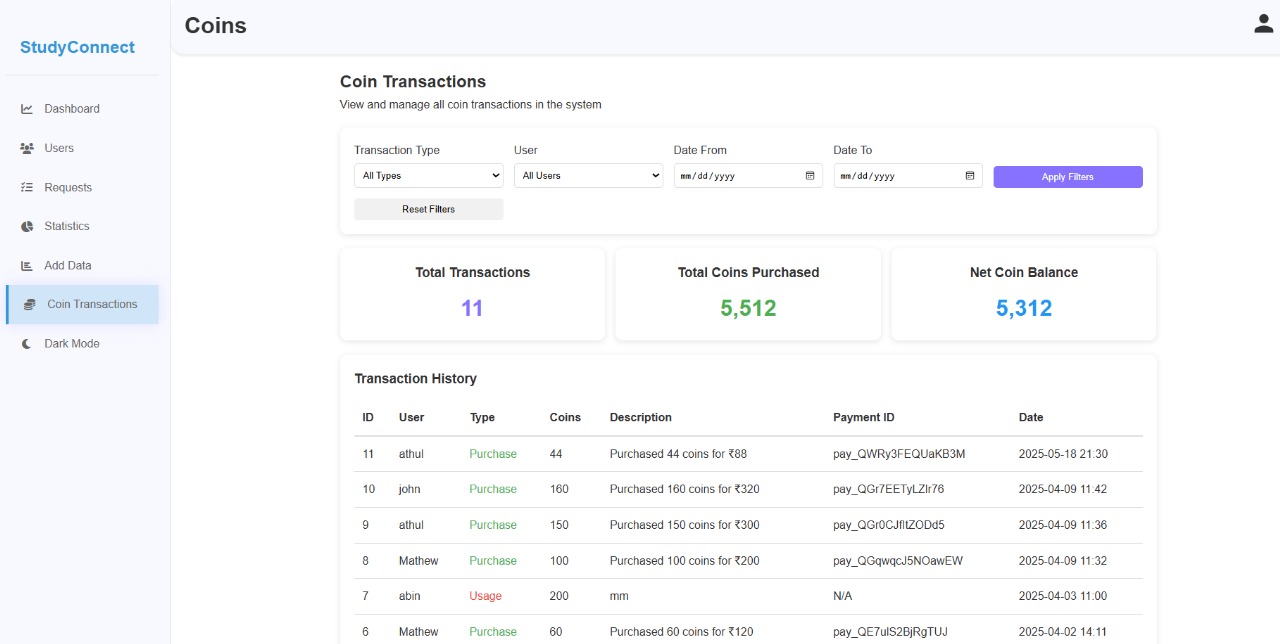 Coins
StudyConnect
Dashboard
Users
Requests
Statistics
Add Data
Coin Transactions
Dark Mode
Coin Transactions
View and manage all coin transactions in the system
Transaction Type User Date From Date To
All Types All Users mm/dd/yyyy mm/dd/yyyy Apply Filters
Reset Filters
Total Transactions Total Coins Purchased Net Coin Balance
11 5,512 5,312
Transaction History
ID User Type Coins Description Payment ID Date
11 athul Purchase 44 Purchased 44 coins for ₹88 pay_QWRy3FEQUaKB3M 2025-05-18 21:30
10 john Purchase 160 Purchased 160 coins for ₹320 pay_QGr7EETyLZIr76 2025-04-09 11:42
9 athul Purchase 150 Purchased 150 coins for ₹300 pay_QGr0CJfltZODd5 2025-04-09 11:36
8 Mathew Purchase 100 Purchased 100 coins for ₹200 pay_QGqwqcJ5NOawEW 2025-04-09 11:32
7 abin Usage 200 mm N/A 2025-04-03 11:00
6 Mathew Purchase 60 Purchased 60 coins for ₹120 pay_QE7ulS2BjRgTUJ 2025-04-02 14:11